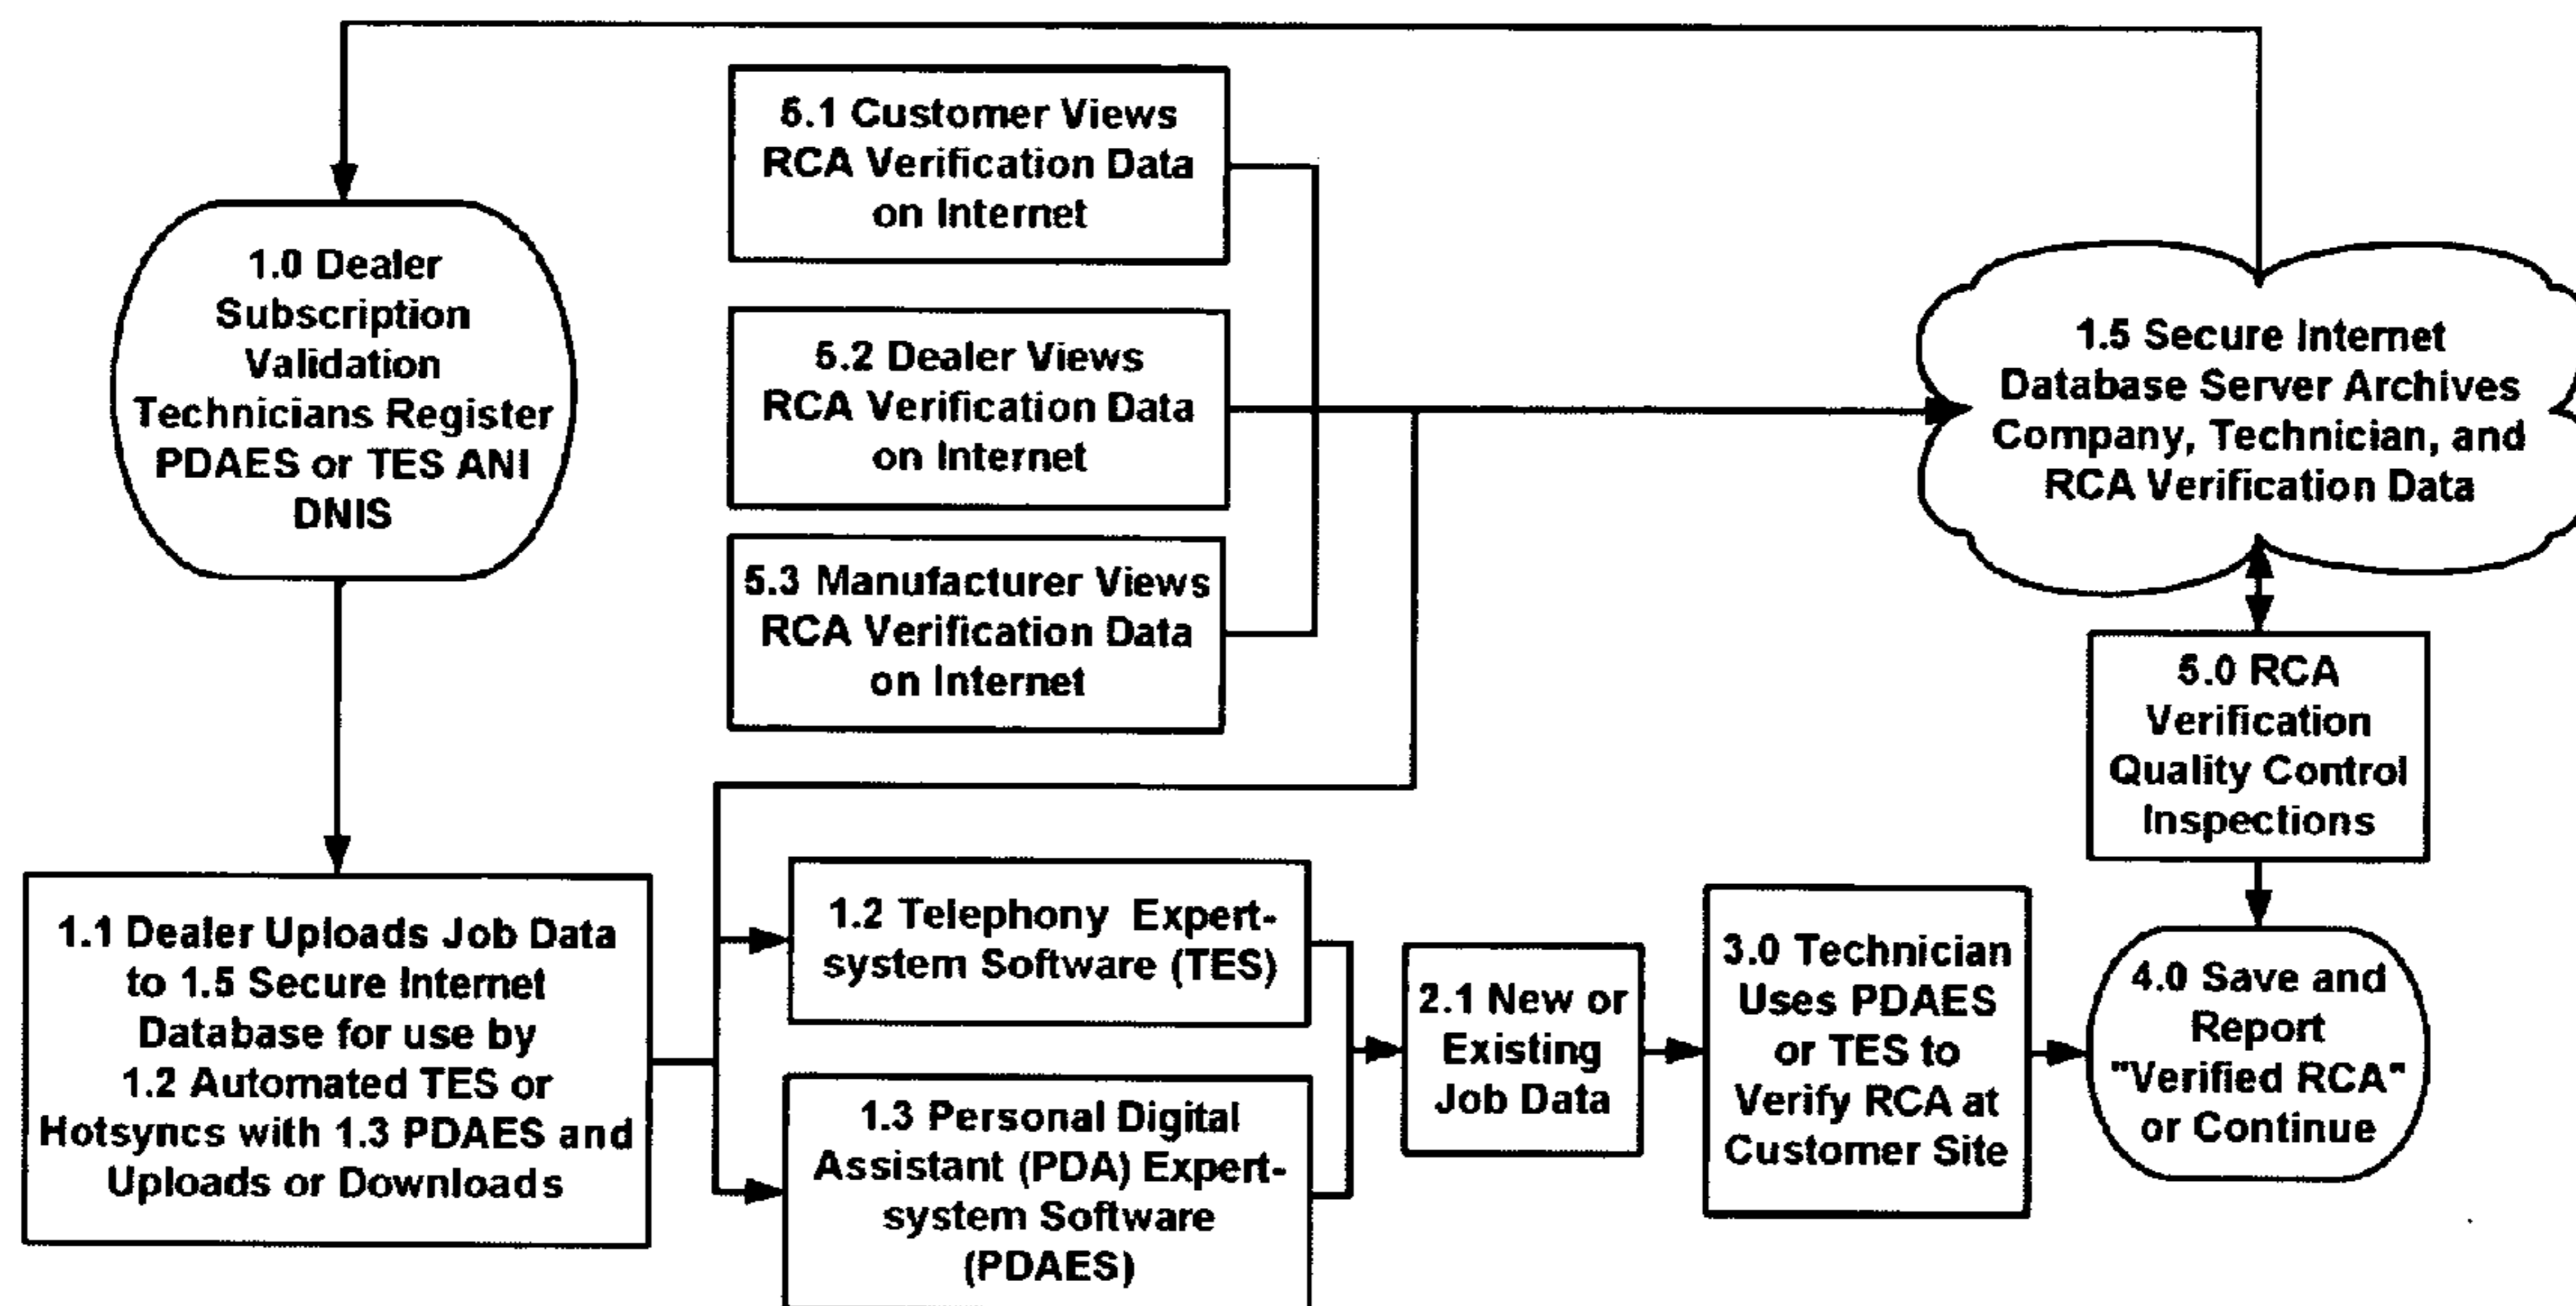 5.1 Customer Views
RCA Verification Data
on Internet
1.0 Dealer
Subscription
Validation
Technicians Register
PDAES or TES ANI
DNIS
5.2 Dealer Views
RCA Verification Data
on Internet
1.5 Secure Internet
Database Server Archives
Company, Technician, and
RCA Verification Data
5.3 Manufacturer Views
RCA Verification Data
on Internet
5.0 RCA
Verification
Quality Control
Inspections
1.1 Dealer Uploads Job Data
to 1.5 Secure Internet
Database for use by
1.2 Automated TES or
Hotsyncs with 1.3 PDAES and
Uploads or Downloads
1.2 Telephony Expert-
system Software (TES)
1.3 Personal Digital
Assistant (PDA) Expert-
system Software
(PDAES)
2.1 New or
Existing
Job Data
3.0 Technician
Uses PDAES
or TES to
Verify RCA at
Customer Site
4.0 Save and
Report
"Verified RCA"
or Continue